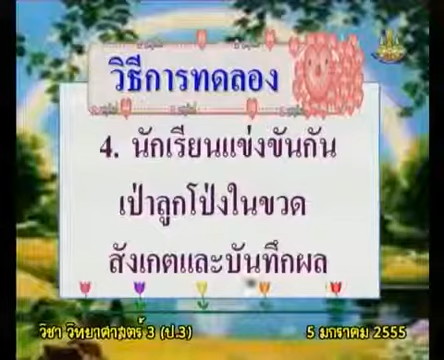 วิธีการทดลอง
4. นักเรียนแข่งขันกัน
เป่าลูกโป่งในขวด
สังเกตและบันทึกผล
วิชา วิทยาศาสตร์ 3 (ป.3)
5 มกราคม 2555